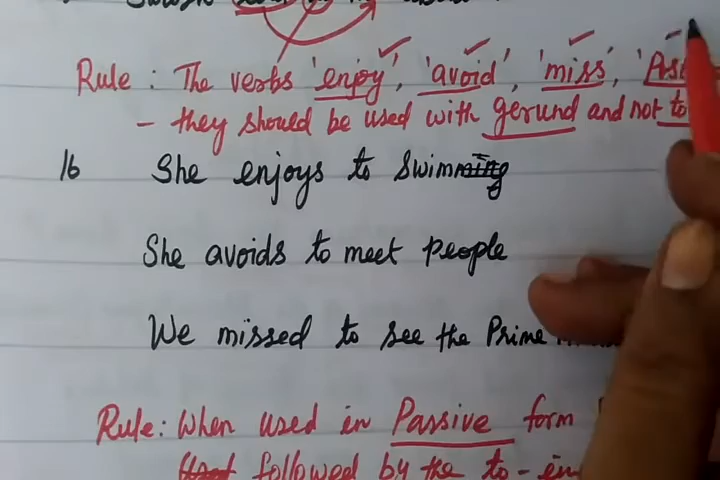 Rule : The verbs 'enjoy', 'avoid', 'miss',
- they should be used with gerund and not to
16 She enjoys to swim
She avoids to meet people
We missed to see the Prime
Rule: When used in Passive form
followed by the to-